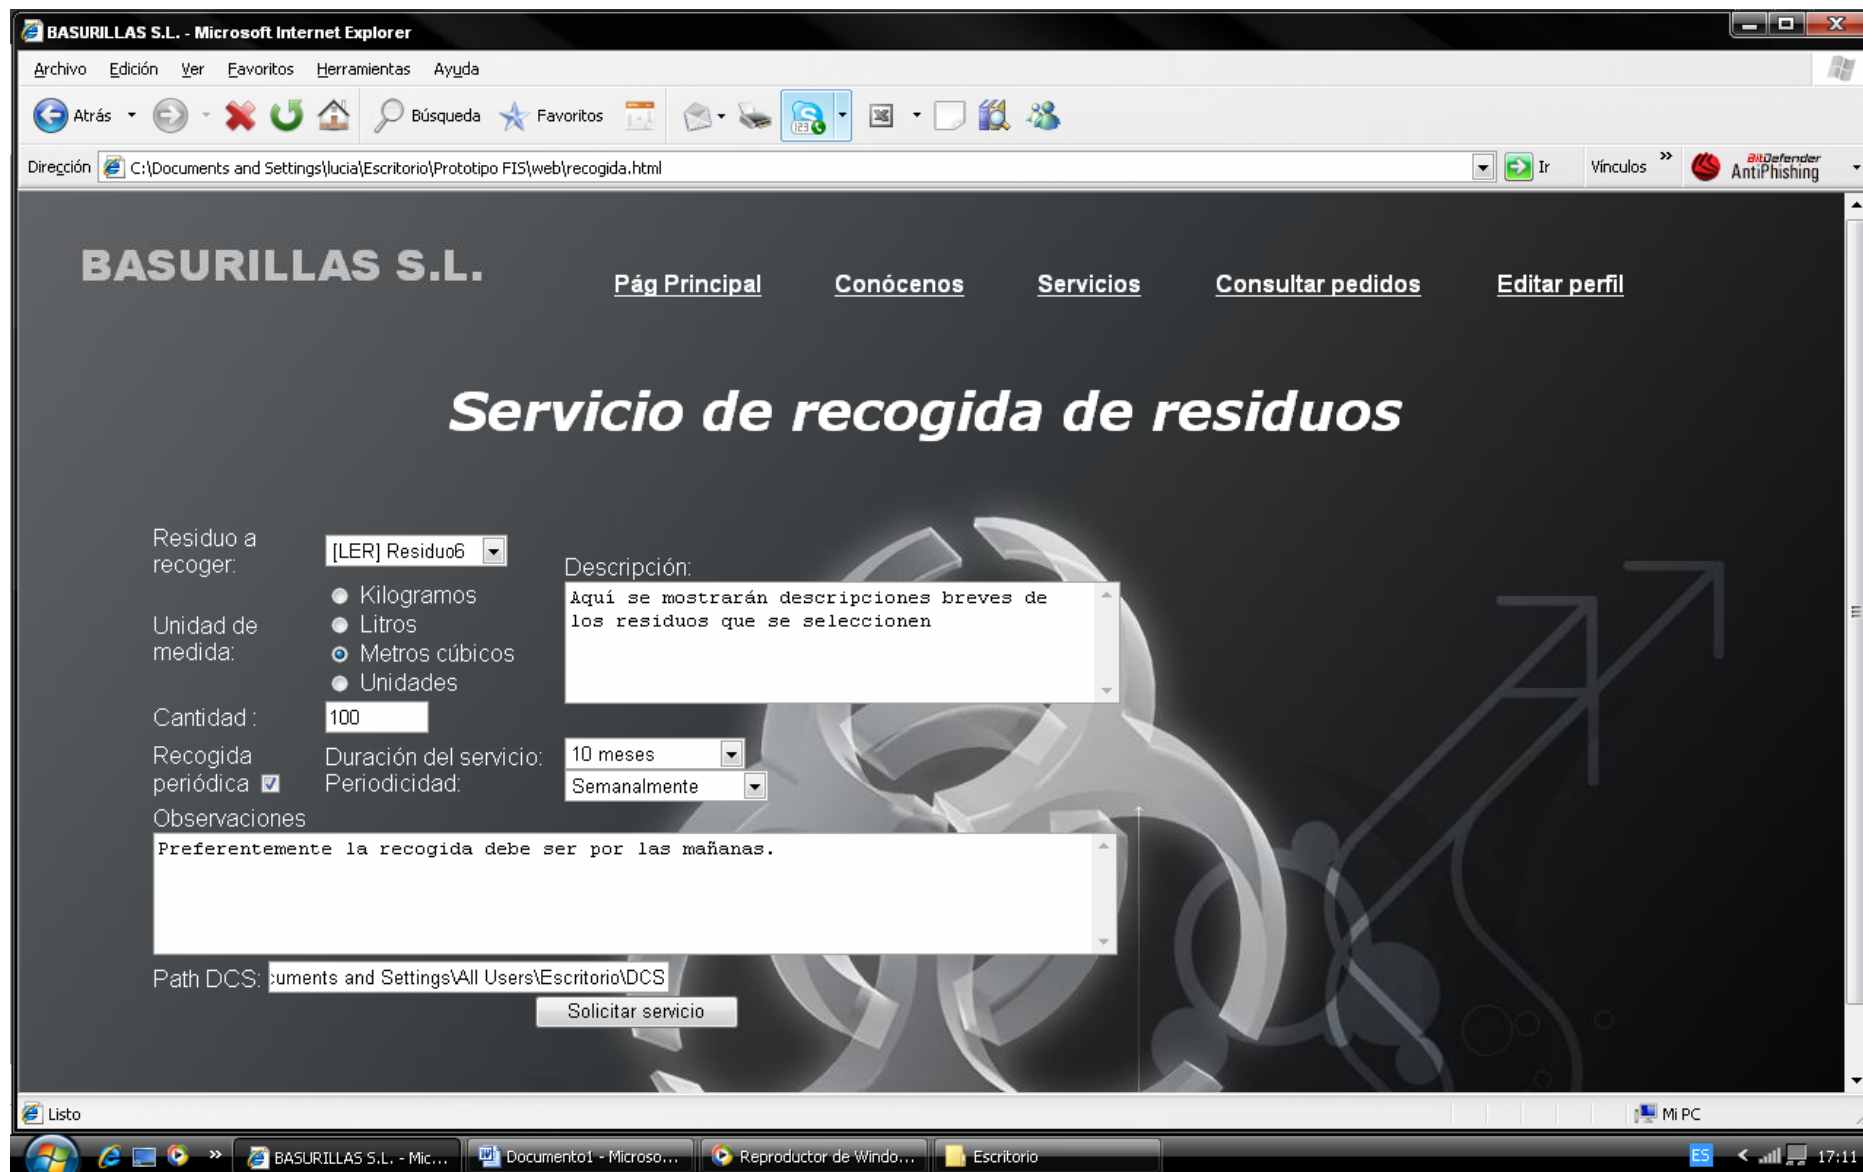 BASURILLAS S.L. - Microsoft Internet Explorer
Archivo Edición Ver Favoritos Herramientas Ayuda
Atrás Búsqueda Favoritos
Dirección C:\Documents and Settings\lucia\Escritorio\Prototipo FIS\web\recogida.html Ir Vínculos » BitDefender AntiPhishing
BASURILLAS S.L.
Pág Principal Conócenos Servicios Consultar pedidos Editar perfil
Servicio de recogida de residuos
Residuo a
recoger:
[LER] Residuo6
Unidad de
medida:
Kilogramos
Litros
Metros cúbicos
Unidades
Descripción:
Aquí se mostrarán descripciones breves de
los residuos que se seleccionen
Cantidad : 100
Recogida
periódica
Duración del servicio: 10 meses
Periodicidad: Semanalmente
Observaciones
Preferentemente la recogida debe ser por las mañanas.
Path DCS: cuments and Settings\All Users\Escritorio\DCS
Solicitar servicio
Listo Mi PC
» BASURILLAS S.L. - Mic... Documento1 - Microso... Reproductor de Windo... Escritorio ES 17:11